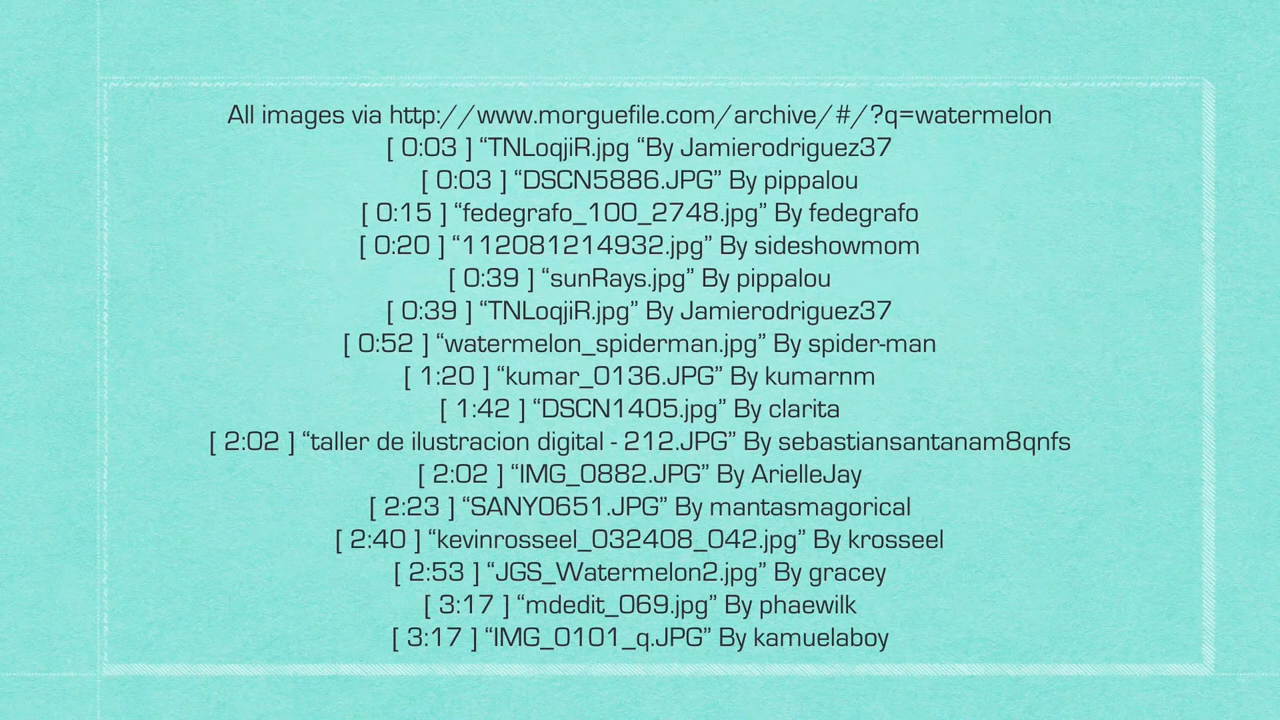 All images via http://www.morguefile.com/archive/#/?q=watermelon
[ 0:03 ] “TNLoqjiR.jpg “By Jamierodriguez37
[ 0:03 ] “DSCN5886.JPG” By pippalou
[ 0:15 ] “fedegrafo_100_2748.jpg” By fedegrafo
[ 0:20 ] “112081214932.jpg” By sideshowmom
[ 0:39 ] “sunRays.jpg” By pippalou
[ 0:39 ] “TNLoqjiR.jpg” By Jamierodriguez37
[ 0:52 ] “watermelon_spiderman.jpg” By spider-man
[ 1:20 ] “kumar_0136.JPG” By kumarnm
[ 1:42 ] “DSCN1405.jpg” By clarita
[ 2:02 ] “taller de ilustracion digital - 212.JPG” By sebastiansantanam8qnfs
[ 2:02 ] “IMG_0882.JPG” By ArielleJay
[ 2:23 ] “SANY0651.JPG” By mantasmagorical
[ 2:40 ] “kevinrosseel_032408_042.jpg” By krosseel
[ 2:53 ] “JGS_Watermelon2.jpg” By gracey
[ 3:17 ] “mdedit_069.jpg” By phaewilk
[ 3:17 ] “IMG_0101_q.JPG” By kamuelaboy